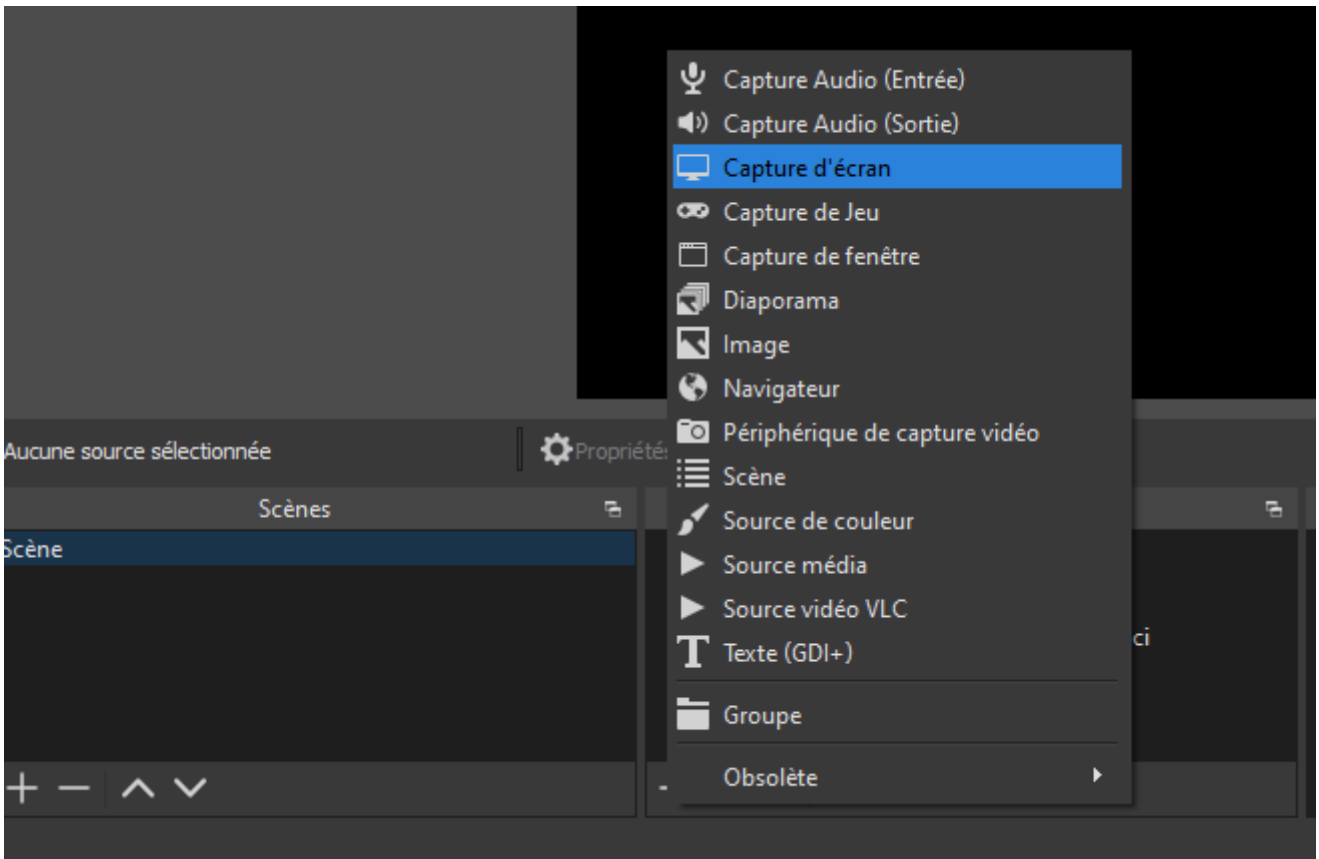 Capture Audio (Entrée)
Capture Audio (Sortie)
Capture d'écran
Capture de Jeu
Capture de fenêtre
Diaporama
Image
Navigateur
Périphérique de capture vidéo
Scène
Source de couleur
Source média
Source vidéo VLC
Texte (GDI+)
Groupe
Obsolète
Aucune source sélectionnée
Propriétés
Scènes
Scène
ci